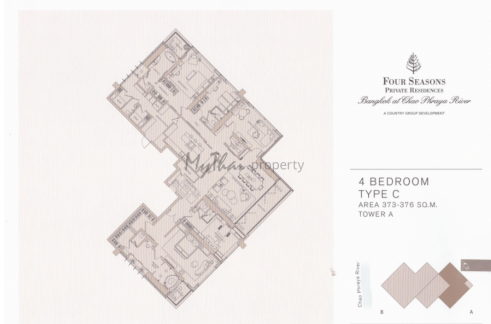 MyThai property
FOUR SEASONS
PRIVATE RESIDENCES
Bangkok at Chao Phraya River
A COUNTRY GROUP DEVELOPMENT
4 BEDROOM
TYPE C
AREA 373-376 SQ.M.
TOWER A
Chao Phraya River
B
A